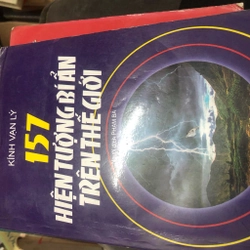 KÍNH VẠN LÝ
157
HIỆN TƯỢNG BÍ ẨN
TRÊN THẾ GIỚI